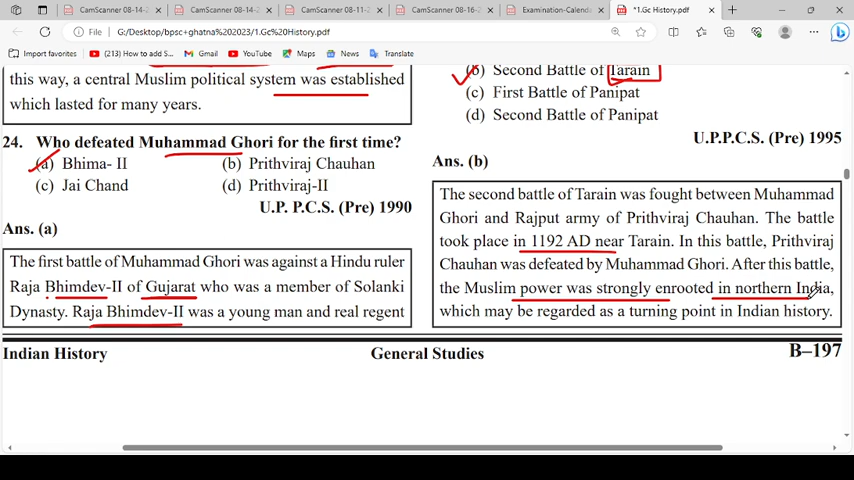 CamScanner 08-14-2
CamScanner 08-14-2
CamScanner 08-11-2
CamScanner 08-16-2
Examination-Calend
*1.Gc History.pdf
File
D:/Desktop/bpsc+ghatna%202023/1.Gc%20History.pdf
Import favorites
(213) How to add S...
Gmail
YouTube
Maps
News
Translate
this way, a central Muslim political system was established
which lasted for many years.
24. Who defeated Muhammad Ghori for the first time?
(a) Bhima- II (b) Prithviraj Chauhan
(c) Jai Chand (d) Prithviraj-II
U.P. P.C.S. (Pre) 1990
Ans. (a)
The first battle of Muhammad Ghori was against a Hindu ruler
Raja Bhimdev-II of Gujarat who was a member of Solanki
Dynasty. Raja Bhimdev-II was a young man and real regent
(b) Second Battle of Tarain
(c) First Battle of Panipat
(d) Second Battle of Panipat
U.P.P.C.S. (Pre) 1995
Ans. (b)
The second battle of Tarain was fought between Muhammad
Ghori and Rajput army of Prithviraj Chauhan. The battle
took place in 1192 AD near Tarain. In this battle, Prithviraj
Chauhan was defeated by Muhammad Ghori. After this battle,
the Muslim power was strongly enrooted in northern India,
which may be regarded as a turning point in Indian history.
Indian History
General Studies
B–197